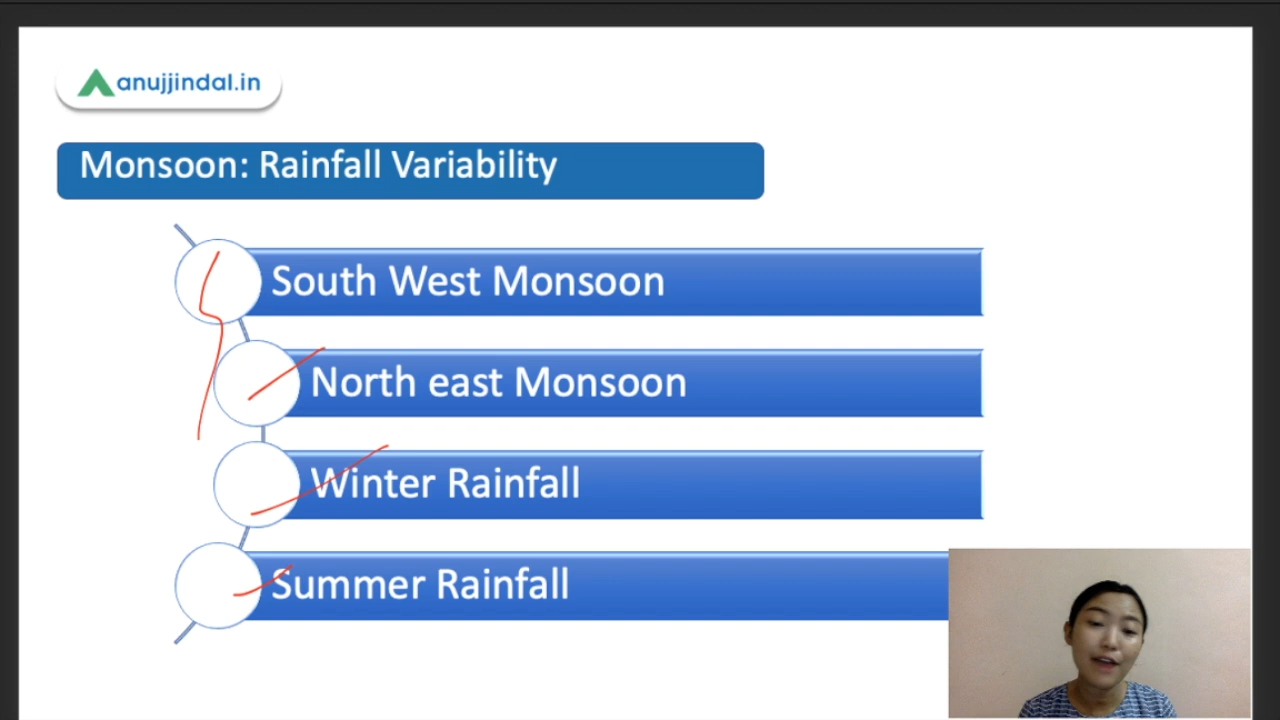 anujjindal.in
Monsoon: Rainfall Variability
South West Monsoon
North east Monsoon
Winter Rainfall
Summer Rainfall